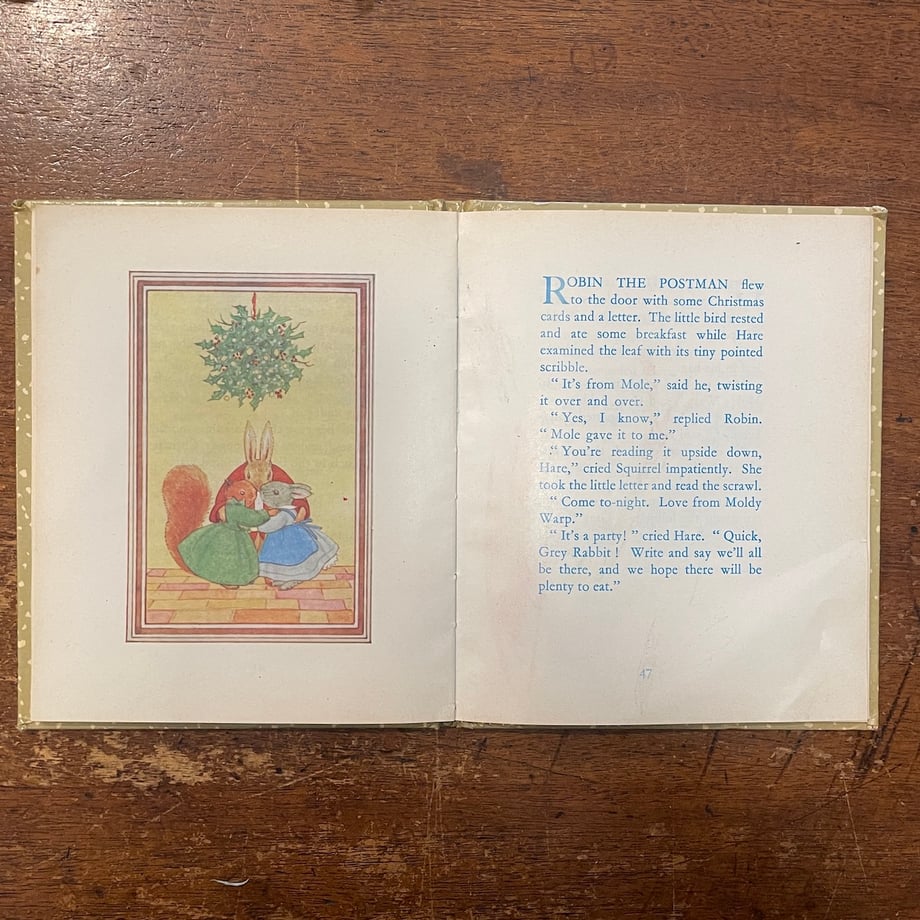 ROBIN THE POSTMAN flew
to the door with some Christmas
cards and a letter. The little bird rested
and ate some breakfast while Hare
examined the leaf with its tiny pointed
scribble.
“ It’s from Mole,” said he, twisting
it over and over.
“ Yes, I know,” replied Robin.
“ Mole gave it to me.”
“ You’re reading it upside down,
Hare,” cried Squirrel impatiently. She
took the little letter and read the scrawl.
“ Come to-night. Love from Moldy
Warp.”
“ It’s a party! ” cried Hare. “ Quick,
Grey Rabbit ! Write and say we’ll all
be there, and we hope there will be
plenty to eat.”
47